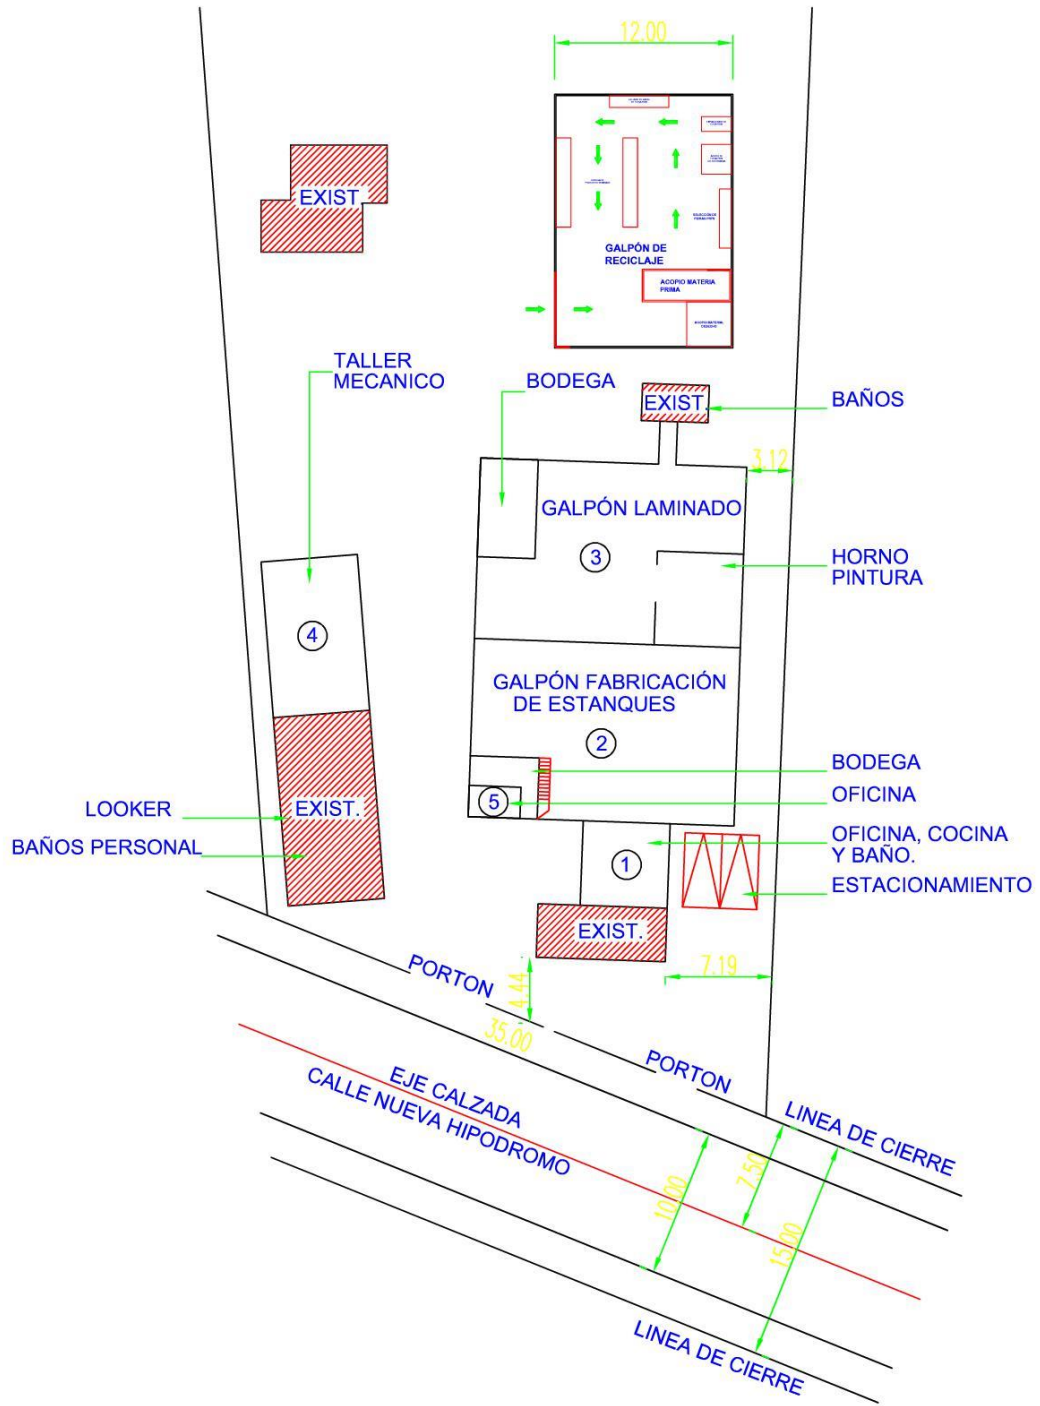 12.00
EXIST.
GALPÓN DE
RECICLAJE
ACOPIO MATERIA
PRIMA
TALLER
MECANICO
BODEGA
EXIST.
BAÑOS
3.12
GALPÓN LAMINADO
3
HORNO
PINTURA
4
GALPÓN FABRICACIÓN
DE ESTANQUES
2
BODEGA
OFICINA
5
LOOKER
EXIST.
BAÑOS PERSONAL
OFICINA, COCINA
Y BAÑO.
1
ESTACIONAMIENTO
EXIST.
PORTON
4.44
7.19
35.00
PORTON
EJE CALZADA
CALLE NUEVA HIPODROMO
LINEA DE CIERRE
7.50
10.00
15.00
LINEA DE CIERRE